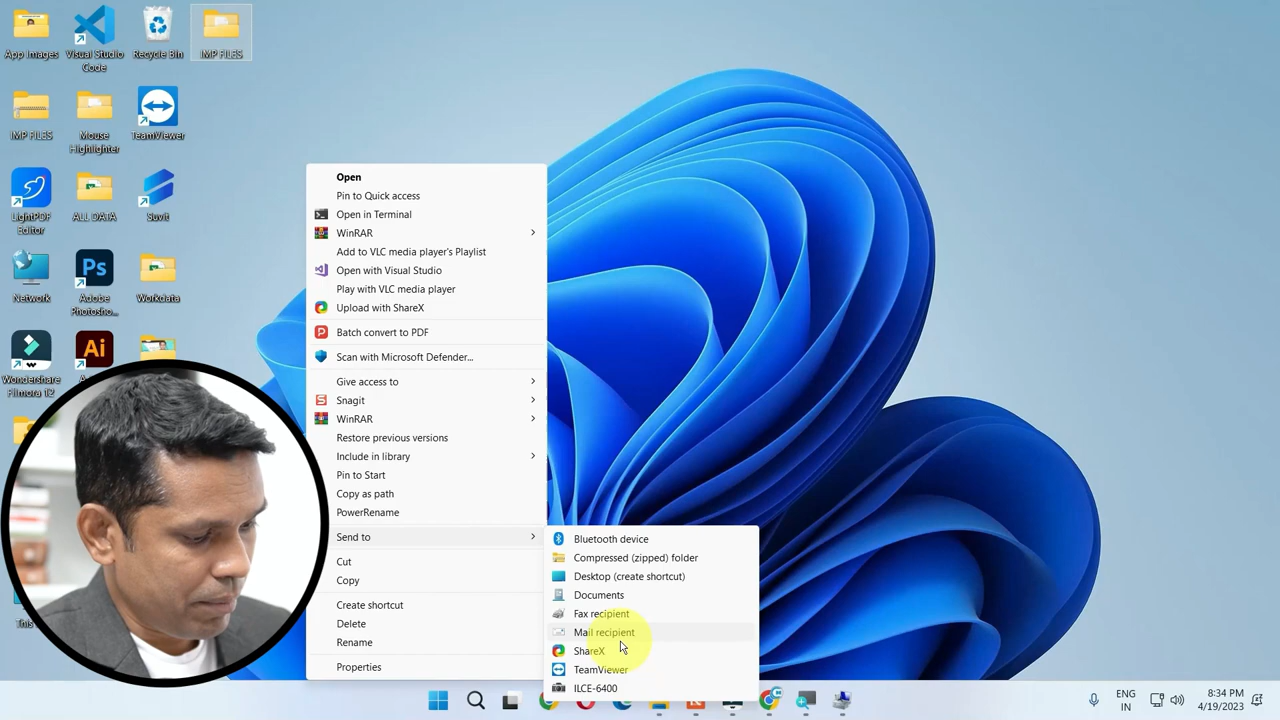 App Images
Visual Studio
Code
Recycle Bin
IMP FILES
IMP FILES
Mouse
Highlighter
TeamViewer
LightPDF
Editor
ALL DATA
Suvit
Network
Adobe
Photosho...
Workdata
Wondershare
Filmora 12
Ps
Ai
Open
Pin to Quick access
Open in Terminal
WinRAR
Add to VLC media player's Playlist
Open with Visual Studio
Play with VLC media player
Upload with ShareX
Batch convert to PDF
Scan with Microsoft Defender...
Give access to
Snagit
WinRAR
Restore previous versions
Include in library
Pin to Start
Copy as path
PowerRename
Send to
Cut
Copy
Create shortcut
Delete
Rename
Properties
Bluetooth device
Compressed (zipped) folder
Desktop (create shortcut)
Documents
Fax recipient
Mail recipient
ShareX
TeamViewer
ILCE-6400
ENG
IN
8:34 PM
4/19/2023